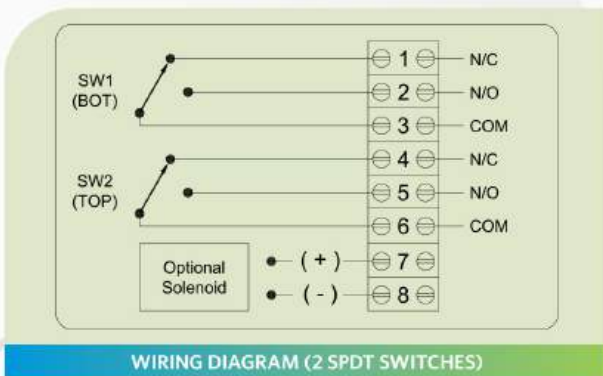 1 N/C
SW1
(BOT)
2 N/O
3 COM
4 N/C
SW2
(TOP)
5 N/O
6 COM
Optional
Solenoid
( + ) 7
( - ) 8
WIRING DIAGRAM (2 SPDT SWITCHES)